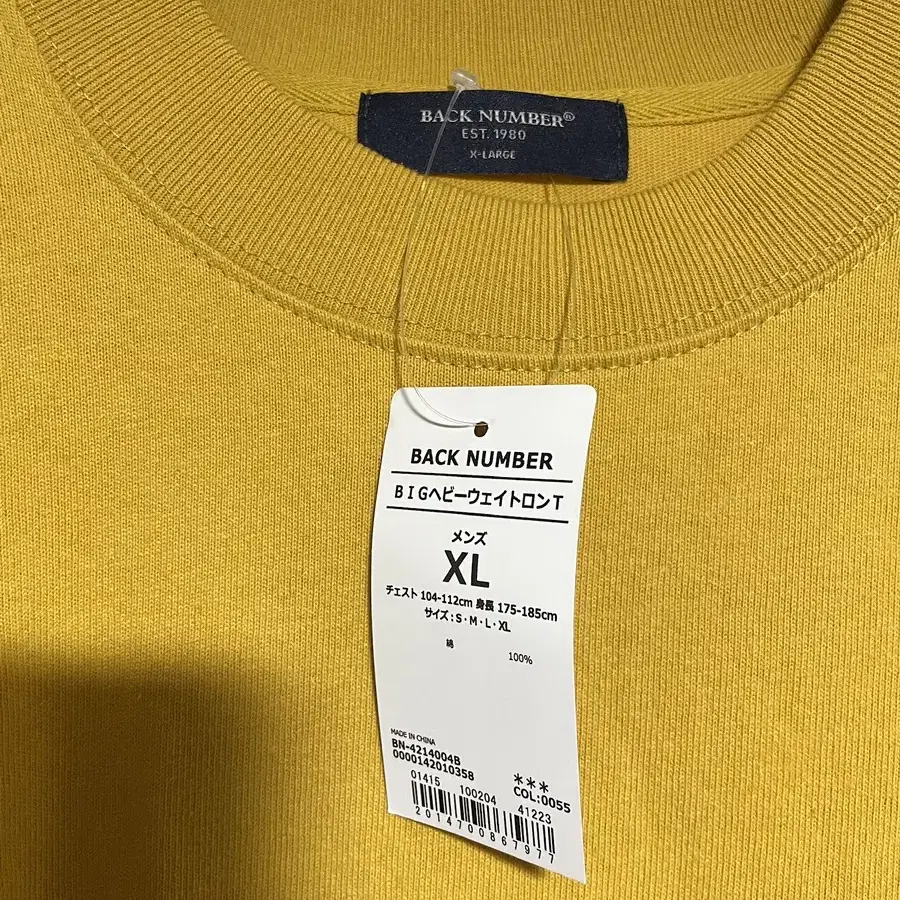 BACK NUMBER®
EST. 1980
X-LARGE
BACK NUMBER
BIGヘビーウェイトロンT
メンズ
XL
チェスト 104-112cm 身長 175-185cm
サイズ:S・M・L・XL
綿 100%
MADE IN CHINA
BN-4214004B
0000142010358
***
COL:0055
01415 100204 41223
2014700867977